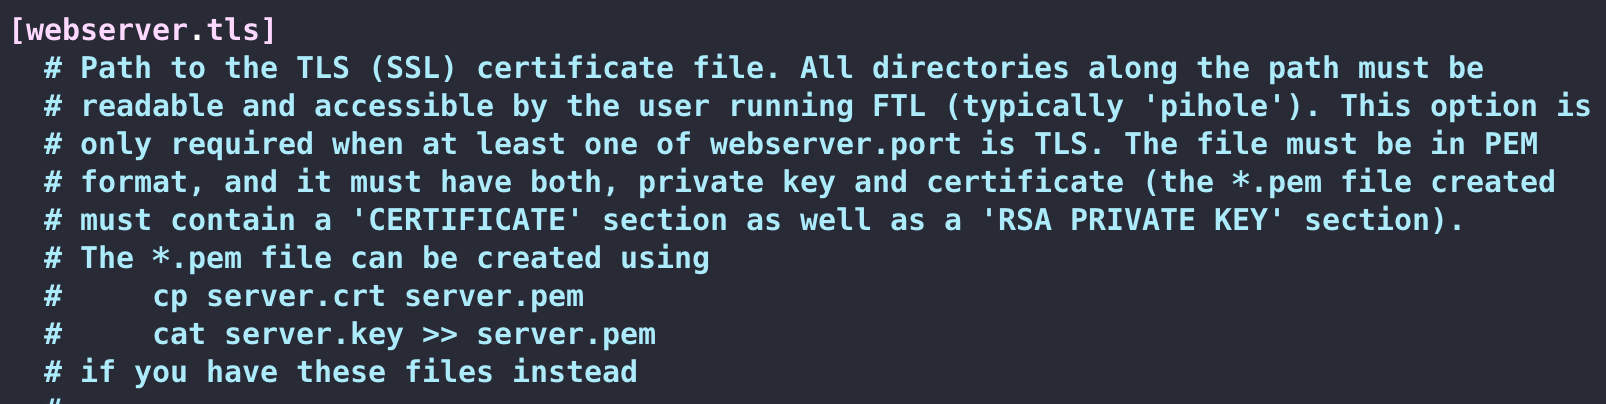 [webserver.tls]
# Path to the TLS (SSL) certificate file. All directories along the path must be
# readable and accessible by the user running FTL (typically 'pihole'). This option is
# only required when at least one of webserver.port is TLS. The file must be in PEM
# format, and it must have both, private key and certificate (the *.pem file created
# must contain a 'CERTIFICATE' section as well as a 'RSA PRIVATE KEY' section).
# The *.pem file can be created using
#     cp server.crt server.pem
#     cat server.key >> server.pem
# if you have these files instead
#